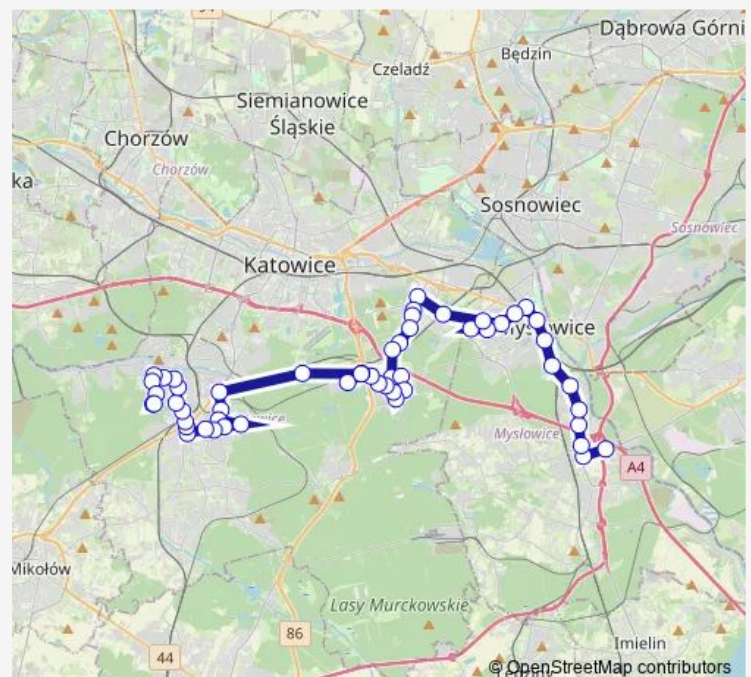 Dąbrowa Górni
Będzin
Czeladź
Siemianowice
Śląskie
Chorzów
Chorzów
ka
Sosnowiec
Sosnowiec
Katowice
Mysłowice
Mysłowice
A4
Mikołów
Lasy Murckowskie
86
44
Imielin
© OpenStreetMap contributors